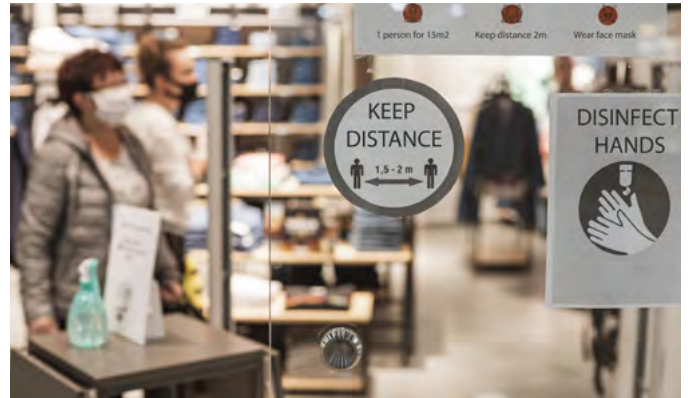 1 person for 15m2
Keep distance 2m
Wear face mask
KEEP
DISTANCE
1,5 - 2 m
DISINFECT
HANDS